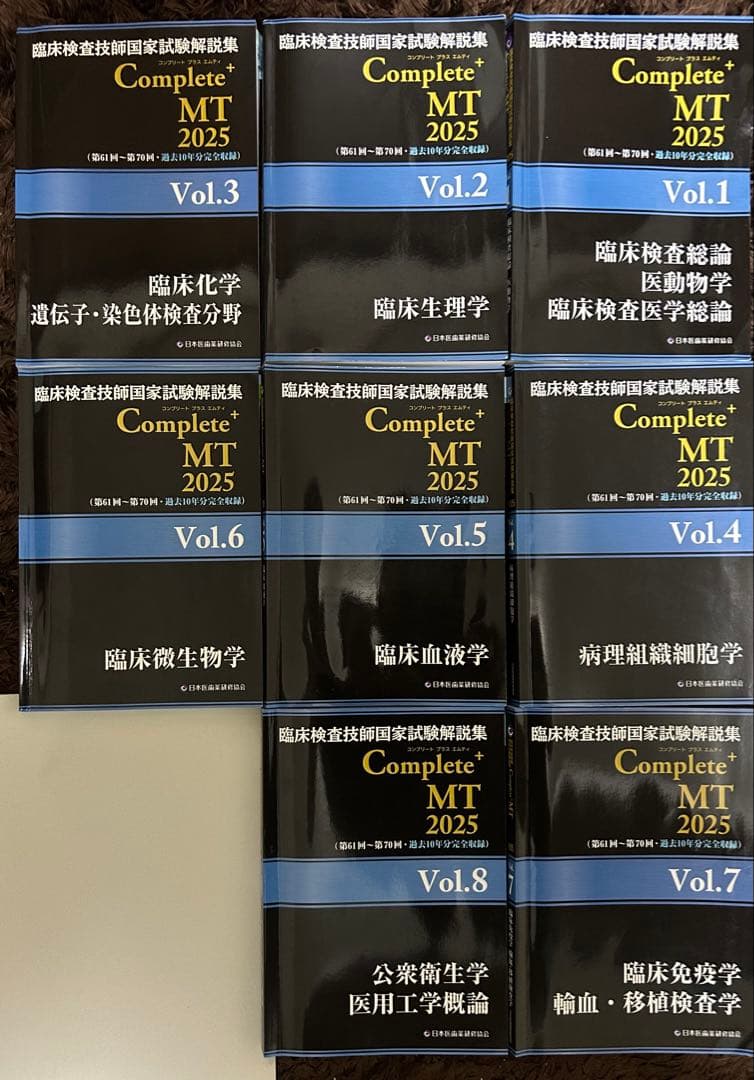 臨床検査技師国家試験解説集
コンプリート プラス エムティ
Complete+
MT
2025
(第61回～第70回・過去10年分完全収録)
Vol.3
臨床化学
遺伝子・染色体検査分野
日本医歯薬研修協会
臨床検査技師国家試験解説集
コンプリート プラス エムティ
Complete+
MT
2025
(第61回～第70回・過去10年分完全収録)
Vol.2
臨床生理学
日本医歯薬研修協会
臨床検査技師国家試験解説集
コンプリート プラス エムティ
Complete+
MT
2025
(第61回～第70回・過去10年分完全収録)
Vol.1
臨床検査総論
医動物学
臨床検査医学総論
日本医歯薬研修協会
臨床検査技師国家試験解説集
コンプリート プラス エムティ
Complete+
MT
2025
(第61回～第70回・過去10年分完全収録)
Vol.6
臨床微生物学
日本医歯薬研修協会
臨床検査技師国家試験解説集
コンプリート プラス エムティ
Complete+
MT
2025
(第61回～第70回・過去10年分完全収録)
Vol.5
臨床血液学
日本医歯薬研修協会
4
病理組織細胞学
臨床検査技師国家試験解説集
コンプリート プラス エムティ
Complete+
MT
2025
(第61回～第70回・過去10年分完全収録)
Vol.4
病理組織細胞学
日本医歯薬研修協会
臨床検査技師国家試験解説集
コンプリート プラス エムティ
Complete+
MT
2025
(第61回～第70回・過去10年分完全収録)
Vol.8
公衆衛生学
医用工学概論
日本医歯薬研修協会
Complete+ MT
7
臨床検査技師国家試験解説集
コンプリート プラス エムティ
Complete+
MT
2025
(第61回～第70回・過去10年分完全収録)
Vol.7
臨床免疫学
輸血・移植検査学
日本医歯薬研修協会